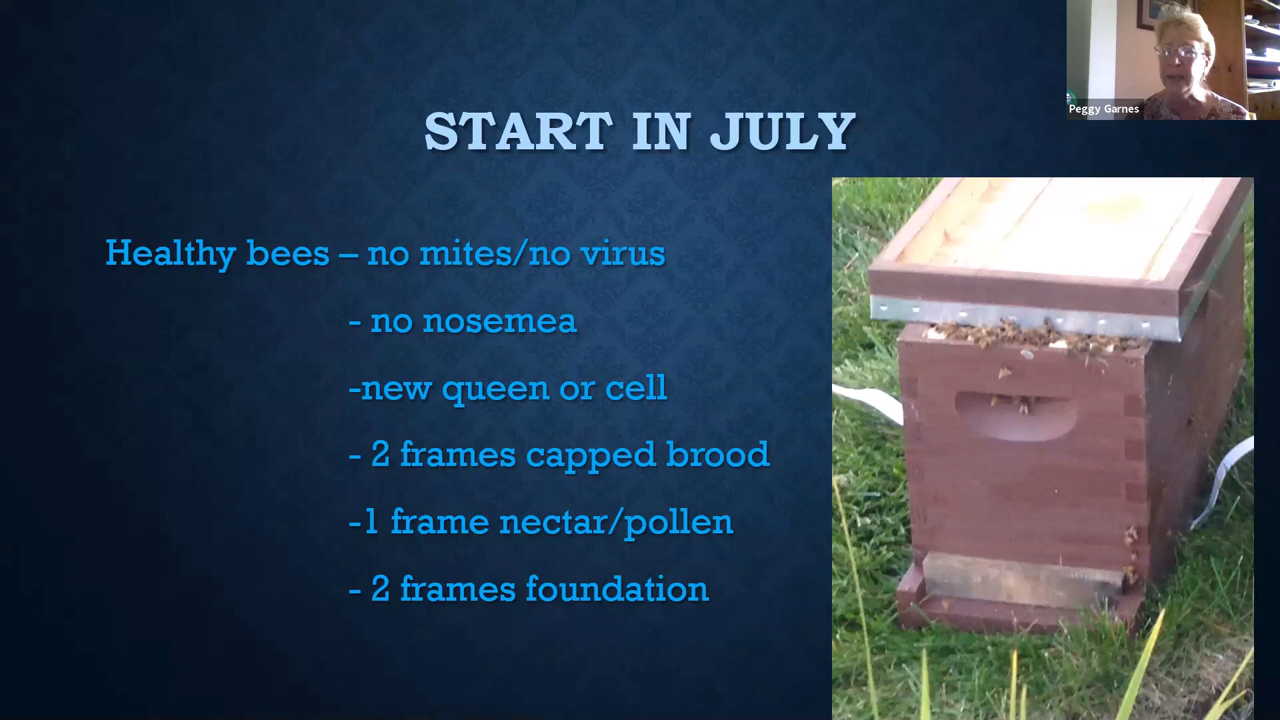 Peggy Garnes
START IN JULY
Healthy bees – no mites/no virus
- no nosemea
-new queen or cell
- 2 frames capped brood
-1 frame nectar/pollen
- 2 frames foundation